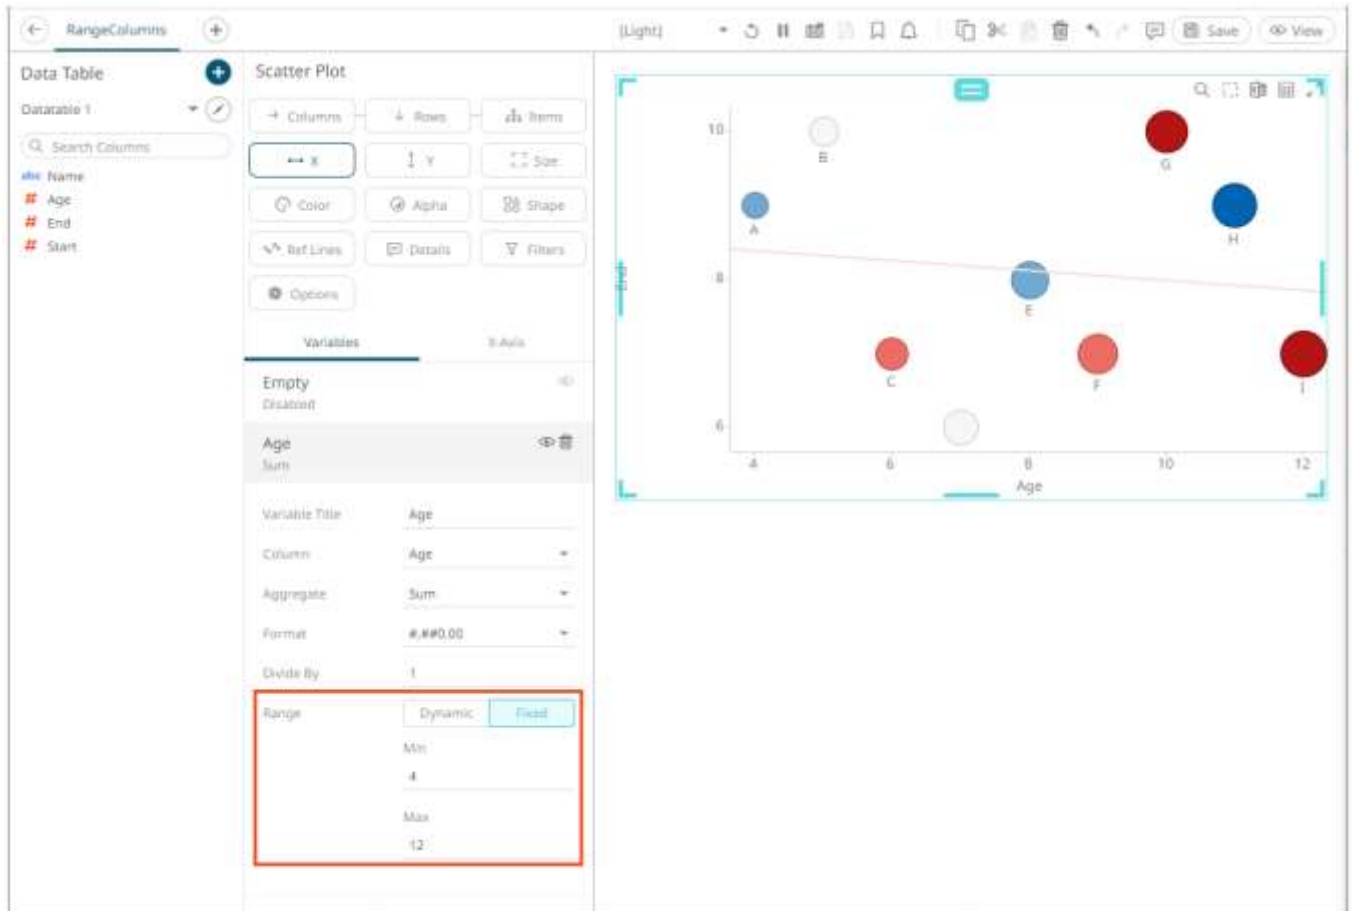 RangeColumns
(Light)
Save
View
Data Table
Datatable 1
Search Columns
abc Name
# Age
# End
# Start
Scatter Plot
Columns
Rows
Items
X
Y
Size
Color
Alpha
Shape
Ref Lines
Details
Filters
Options
Variables
X-Axis
Empty
Disabled
Age
Sum
Variable Title
Age
Column
Age
Aggregate
Sum
Format
#,##0.00
Divide By
1
Range
Dynamic
Fixed
Min
4
Max
12
10
8
6
End
B
G
A
H
E
C
F
I
4
6
8
10
12
Age